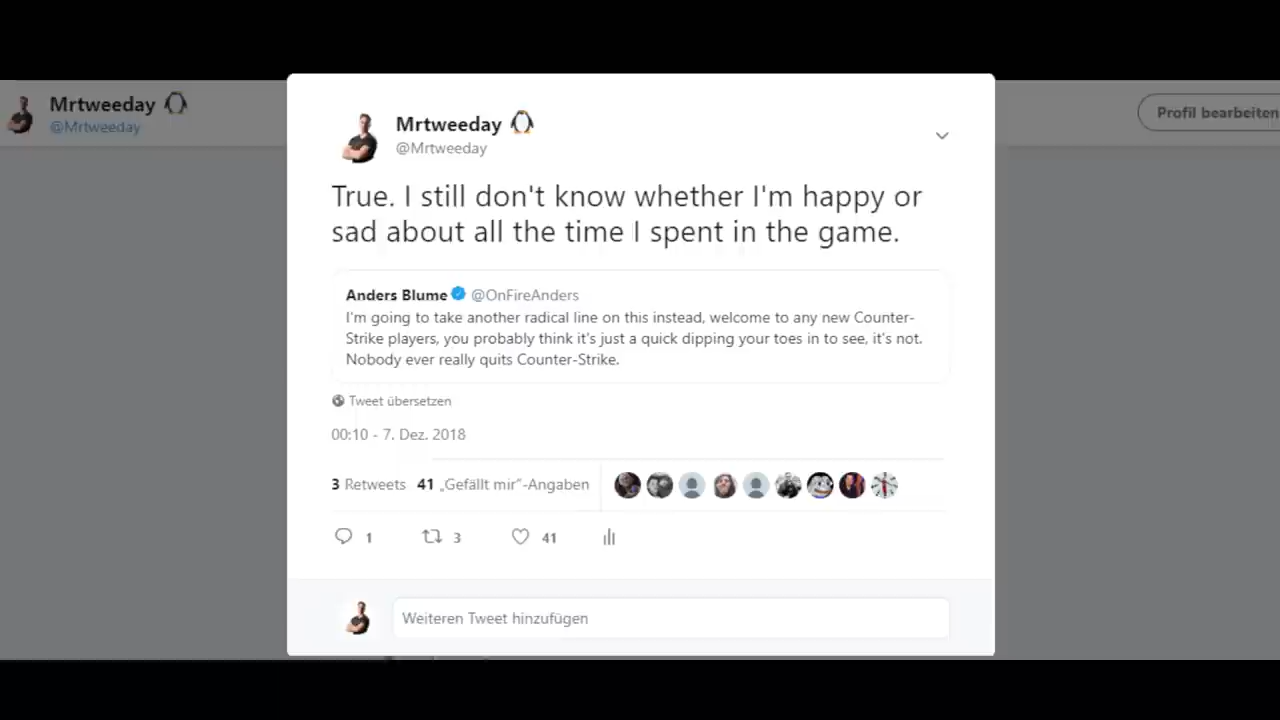 Mrtweeday
@Mrtweeday
Profil bearbeiten
Mrtweeday
@Mrtweeday
True. I still don't know whether I'm happy or
sad about all the time I spent in the game.
Anders Blume @OnFireAnders
I'm going to take another radical line on this instead, welcome to any new Counter-
Strike players, you probably think it's just a quick dipping your toes in to see, it's not.
Nobody ever really quits Counter-Strike.
Tweet übersetzen
00:10 - 7. Dez. 2018
3 Retweets 41 „Gefällt mir“-Angaben
1 3 41
Weiteren Tweet hinzufügen